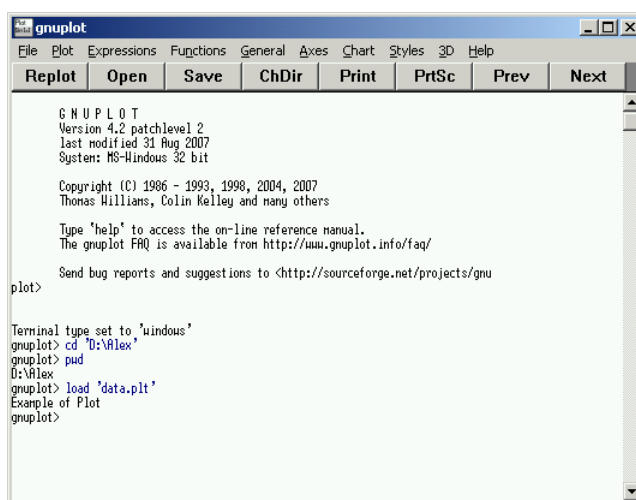 gnuplot
File Plot Expressions Functions General Axes Chart Styles 3D Help
Replot Open Save ChDir Print PrtSc Prev Next
G N U P L O T
Version 4.2 patchlevel 2
last modified 31 Aug 2007
System: MS-Windows 32 bit
Copyright (C) 1986 - 1993, 1998, 2004, 2007
Thomas Williams, Colin Kelley and many others
Type `help` to access the on-line reference manual.
The gnuplot FAQ is available from http://www.gnuplot.info/faq/
Send bug reports and suggestions to <http://sourceforge.net/projects/gnu
plot>
Terminal type set to 'windows'
gnuplot> cd 'D:\Alex'
gnuplot> pwd
D:\Alex
gnuplot> load 'data.plt'
Example of Plot
gnuplot>